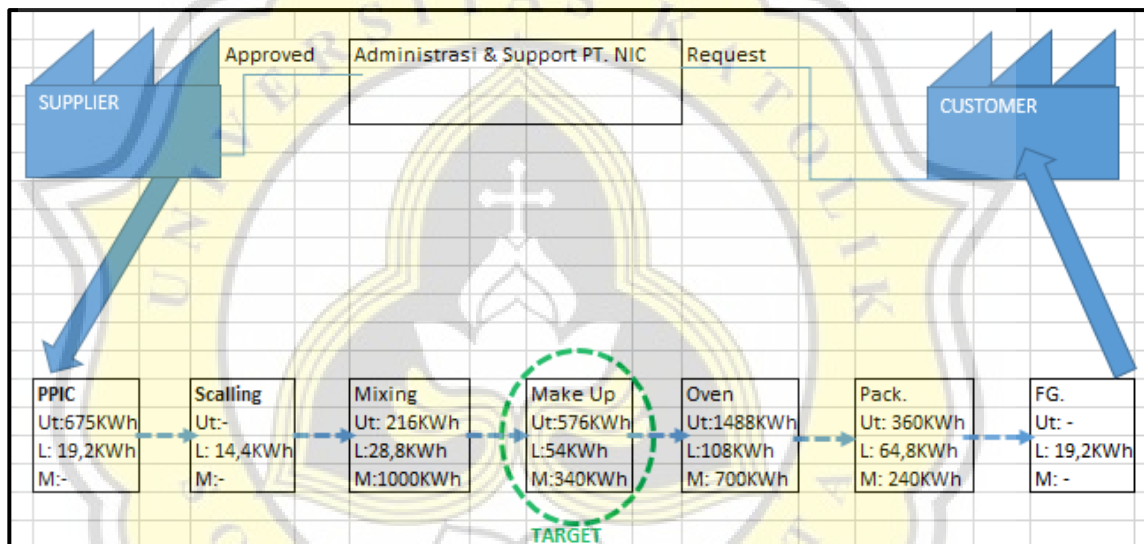 Approved
Administrasi & Support PT. NIC
Request
SUPPLIER
CUSTOMER
PPIC
Ut:675KWh
L: 19,2KWh
M:-
Scalling
Ut:-
L: 14,4KWh
M:-
Mixing
Ut: 216KWh
L:28,8KWh
M:1000KWh
Make Up
Ut:576KWh
L:54KWh
M:340KWh
Oven
Ut:1488KWh
L:108KWh
M: 700KWh
Pack.
Ut: 360KWh
L: 64,8KWh
M: 240KWh
FG.
Ut: -
L: 19,2KWh
M: -
TARGET
UNIVERSITAS KATOLIK